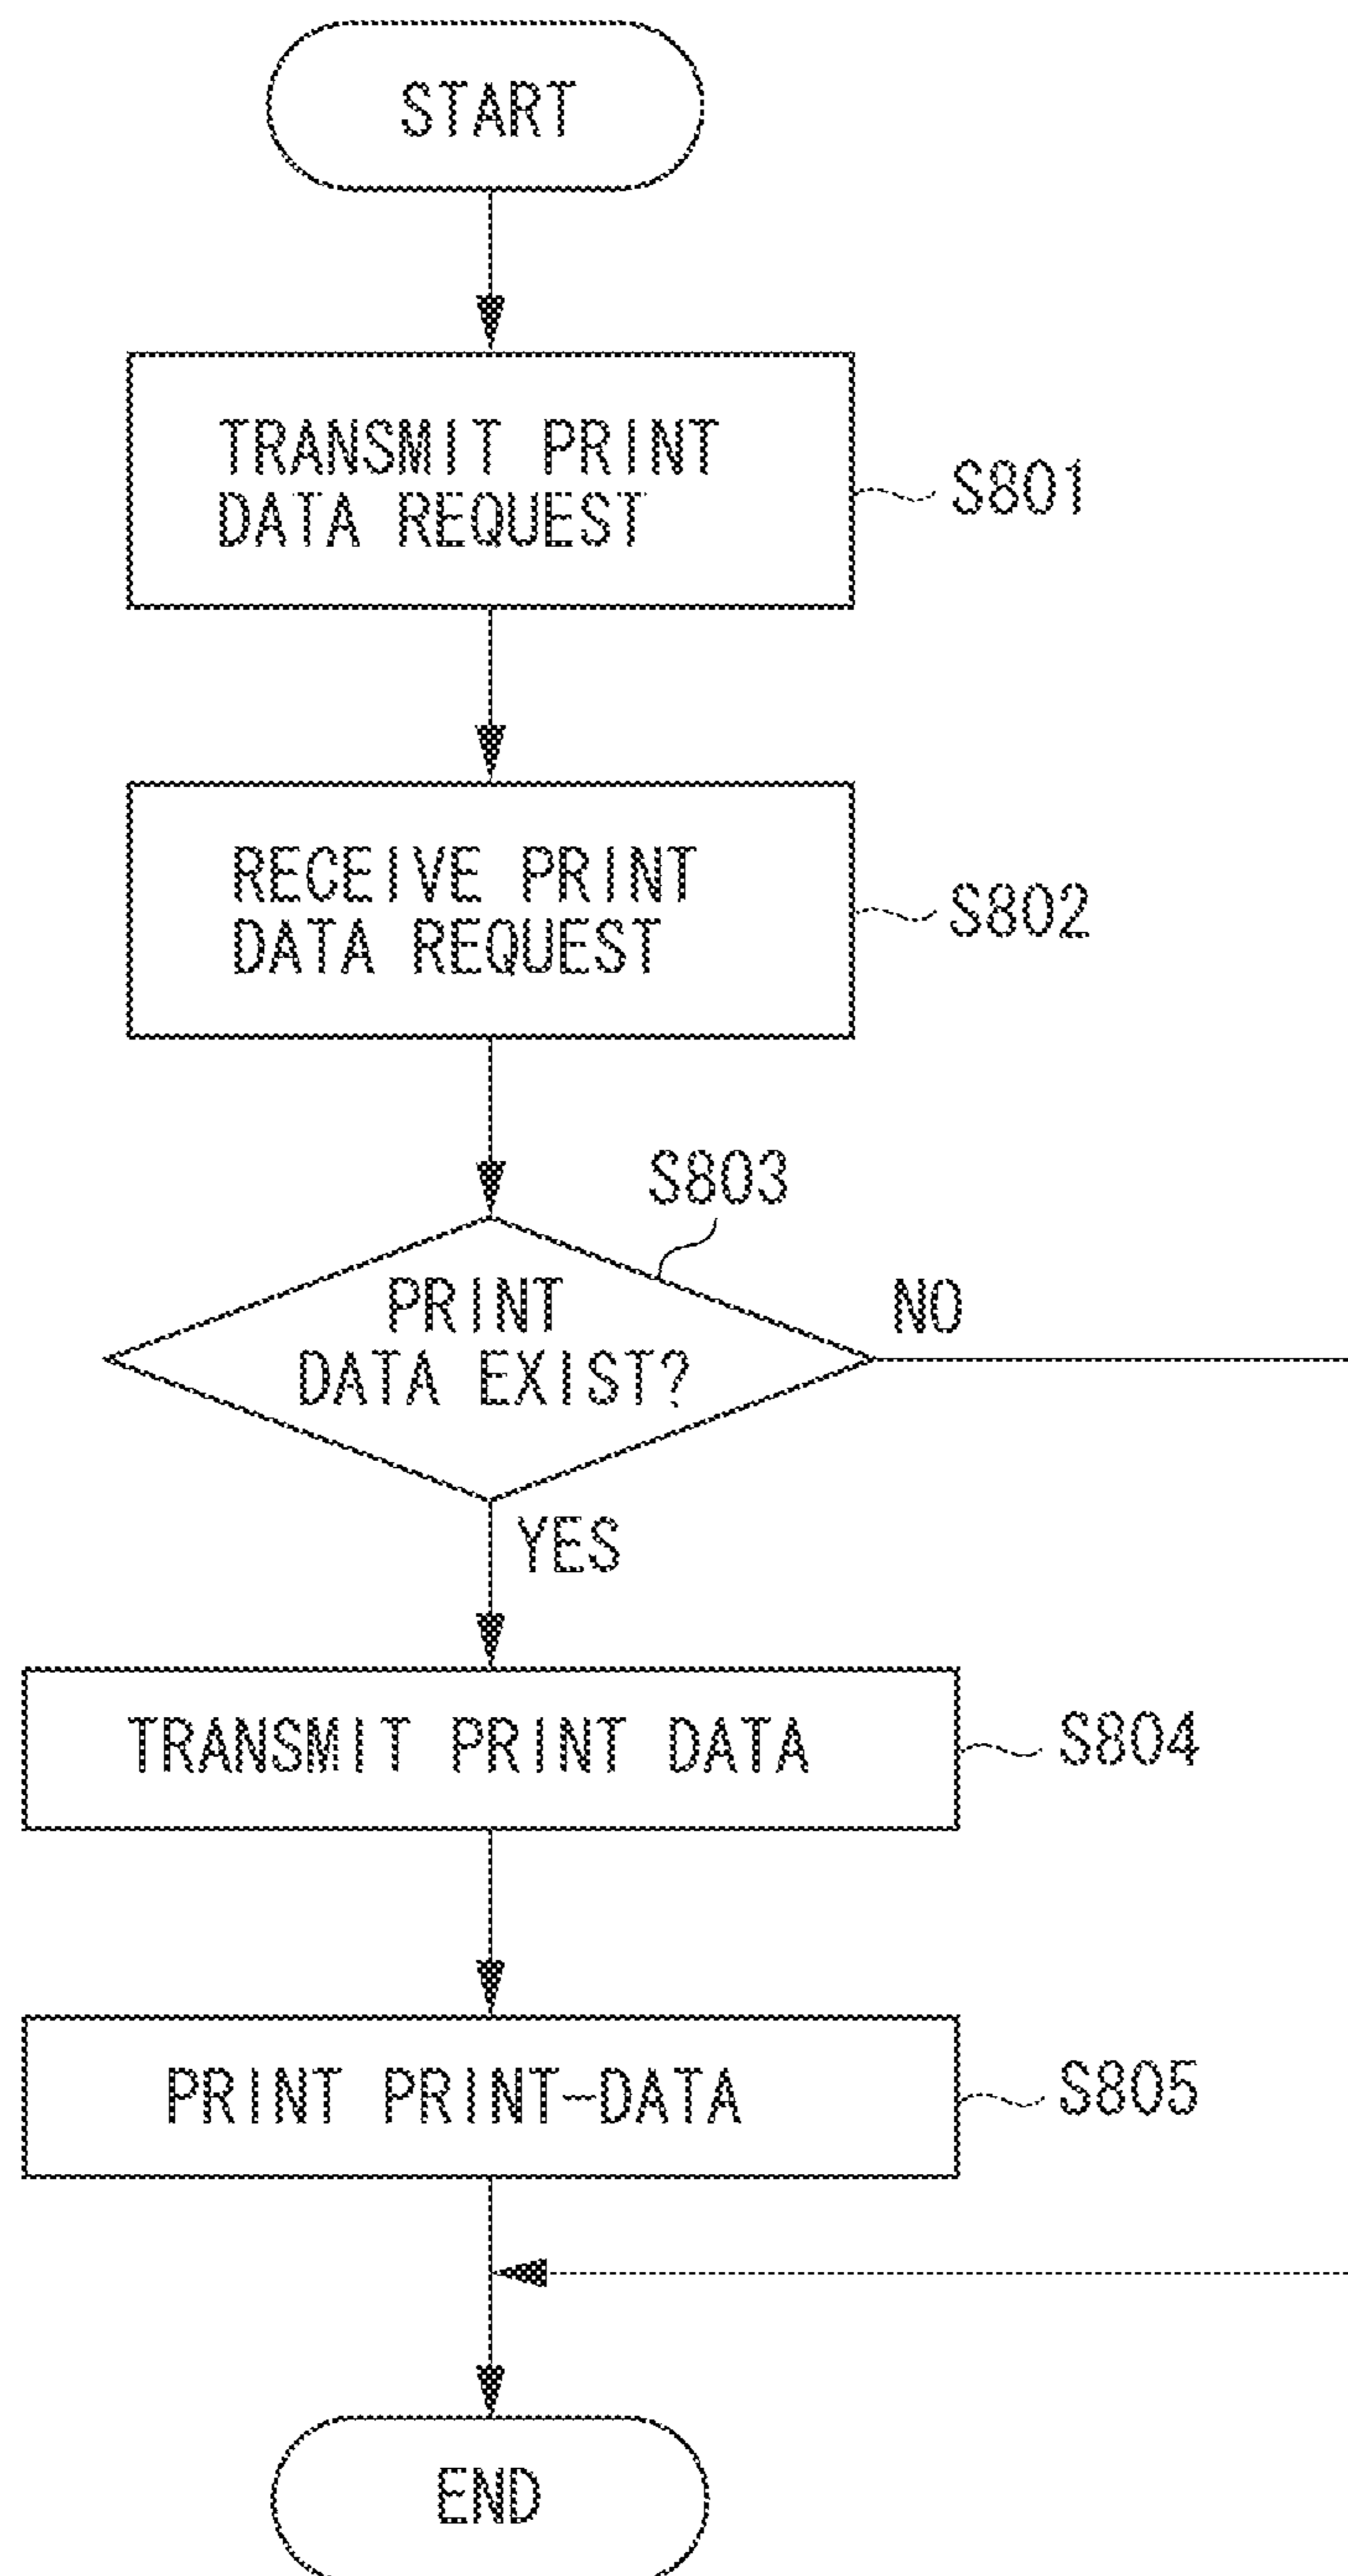 START
TRANSMIT PRINT
DATA REQUEST
S801
RECEIVE PRINT
DATA REQUEST
S802
S803
PRINT
DATA EXIST?
NO
YES
TRANSMIT PRINT DATA
S804
PRINT PRINT-DATA
S805
END